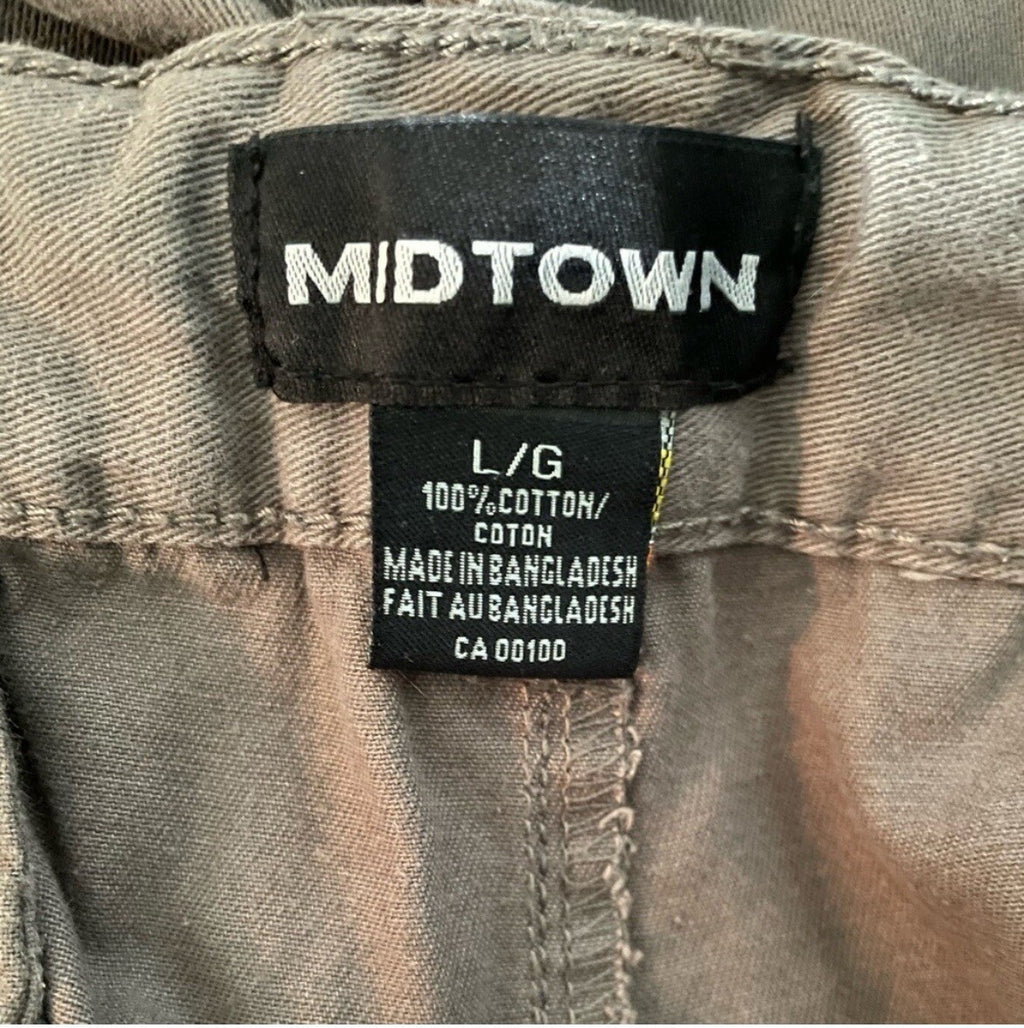 MIDTOWN
L/G
100% COTTON/
COTON
MADE IN BANGLADESH
FAIT AU BANGLADESH
CA 00100